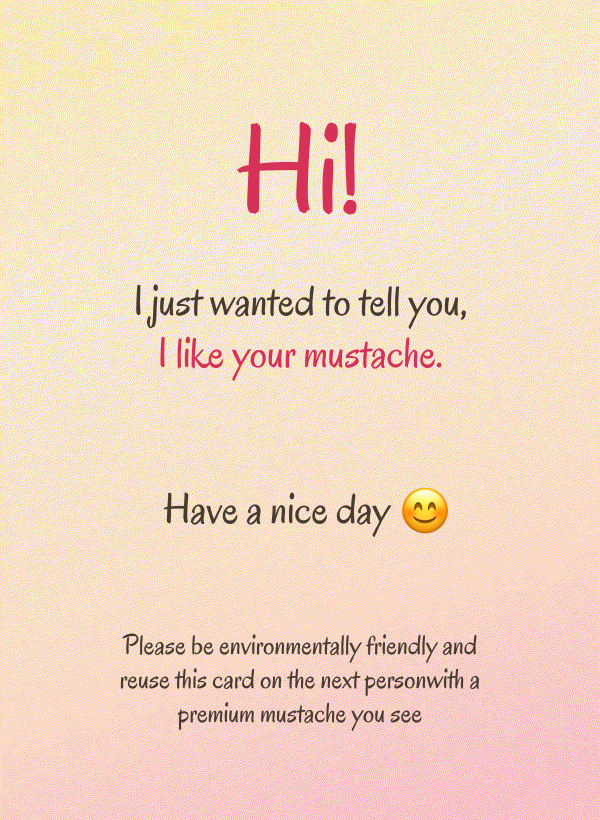 Hi!
I just wanted to tell you,
I like your mustache.
Have a nice day 😊
Please be environmentally friendly and
reuse this card on the next personwith a
premium mustache you see